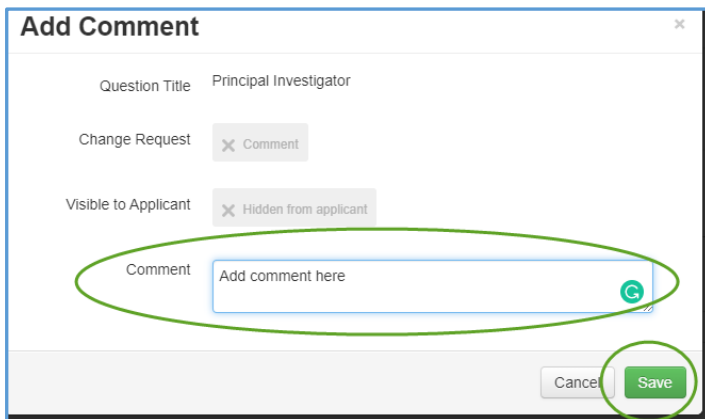 Add Comment ×
Question Title Principal Investigator
Change Request × Comment
Visible to Applicant × Hidden from applicant
Comment Add comment here
Cancel Save